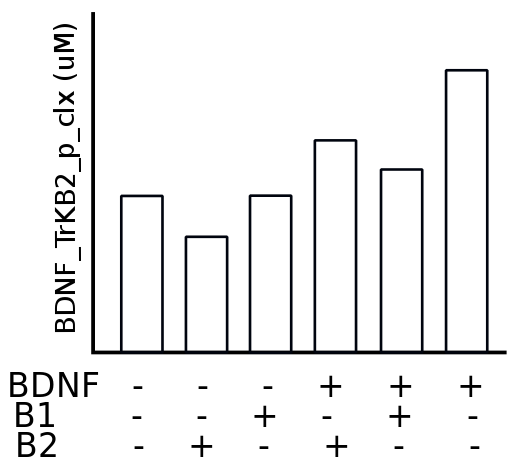 BDNF_TrKB2_p_clx (uM)
BDNF - - - + + +
B1 - - + - + -
B2 - + - + - -